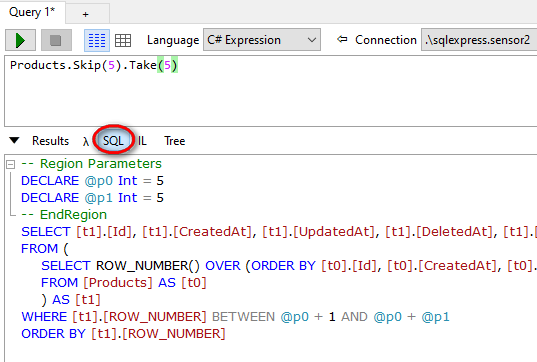 Query 1* +
Language C# Expression Connection .\sqlexpress.sensor2
Products.Skip(5).Take(5)
Results λ SQL IL Tree
-- Region Parameters
DECLARE @p0 Int = 5
DECLARE @p1 Int = 5
-- EndRegion
SELECT [t1].[Id], [t1].[CreatedAt], [t1].[UpdatedAt], [t1].[DeletedAt], [t1].[
FROM (
SELECT ROW_NUMBER() OVER (ORDER BY [t0].[Id], [t0].[CreatedAt], [t0].
FROM [Products] AS [t0]
) AS [t1]
WHERE [t1].[ROW_NUMBER] BETWEEN @p0 + 1 AND @p0 + @p1
ORDER BY [t1].[ROW_NUMBER]